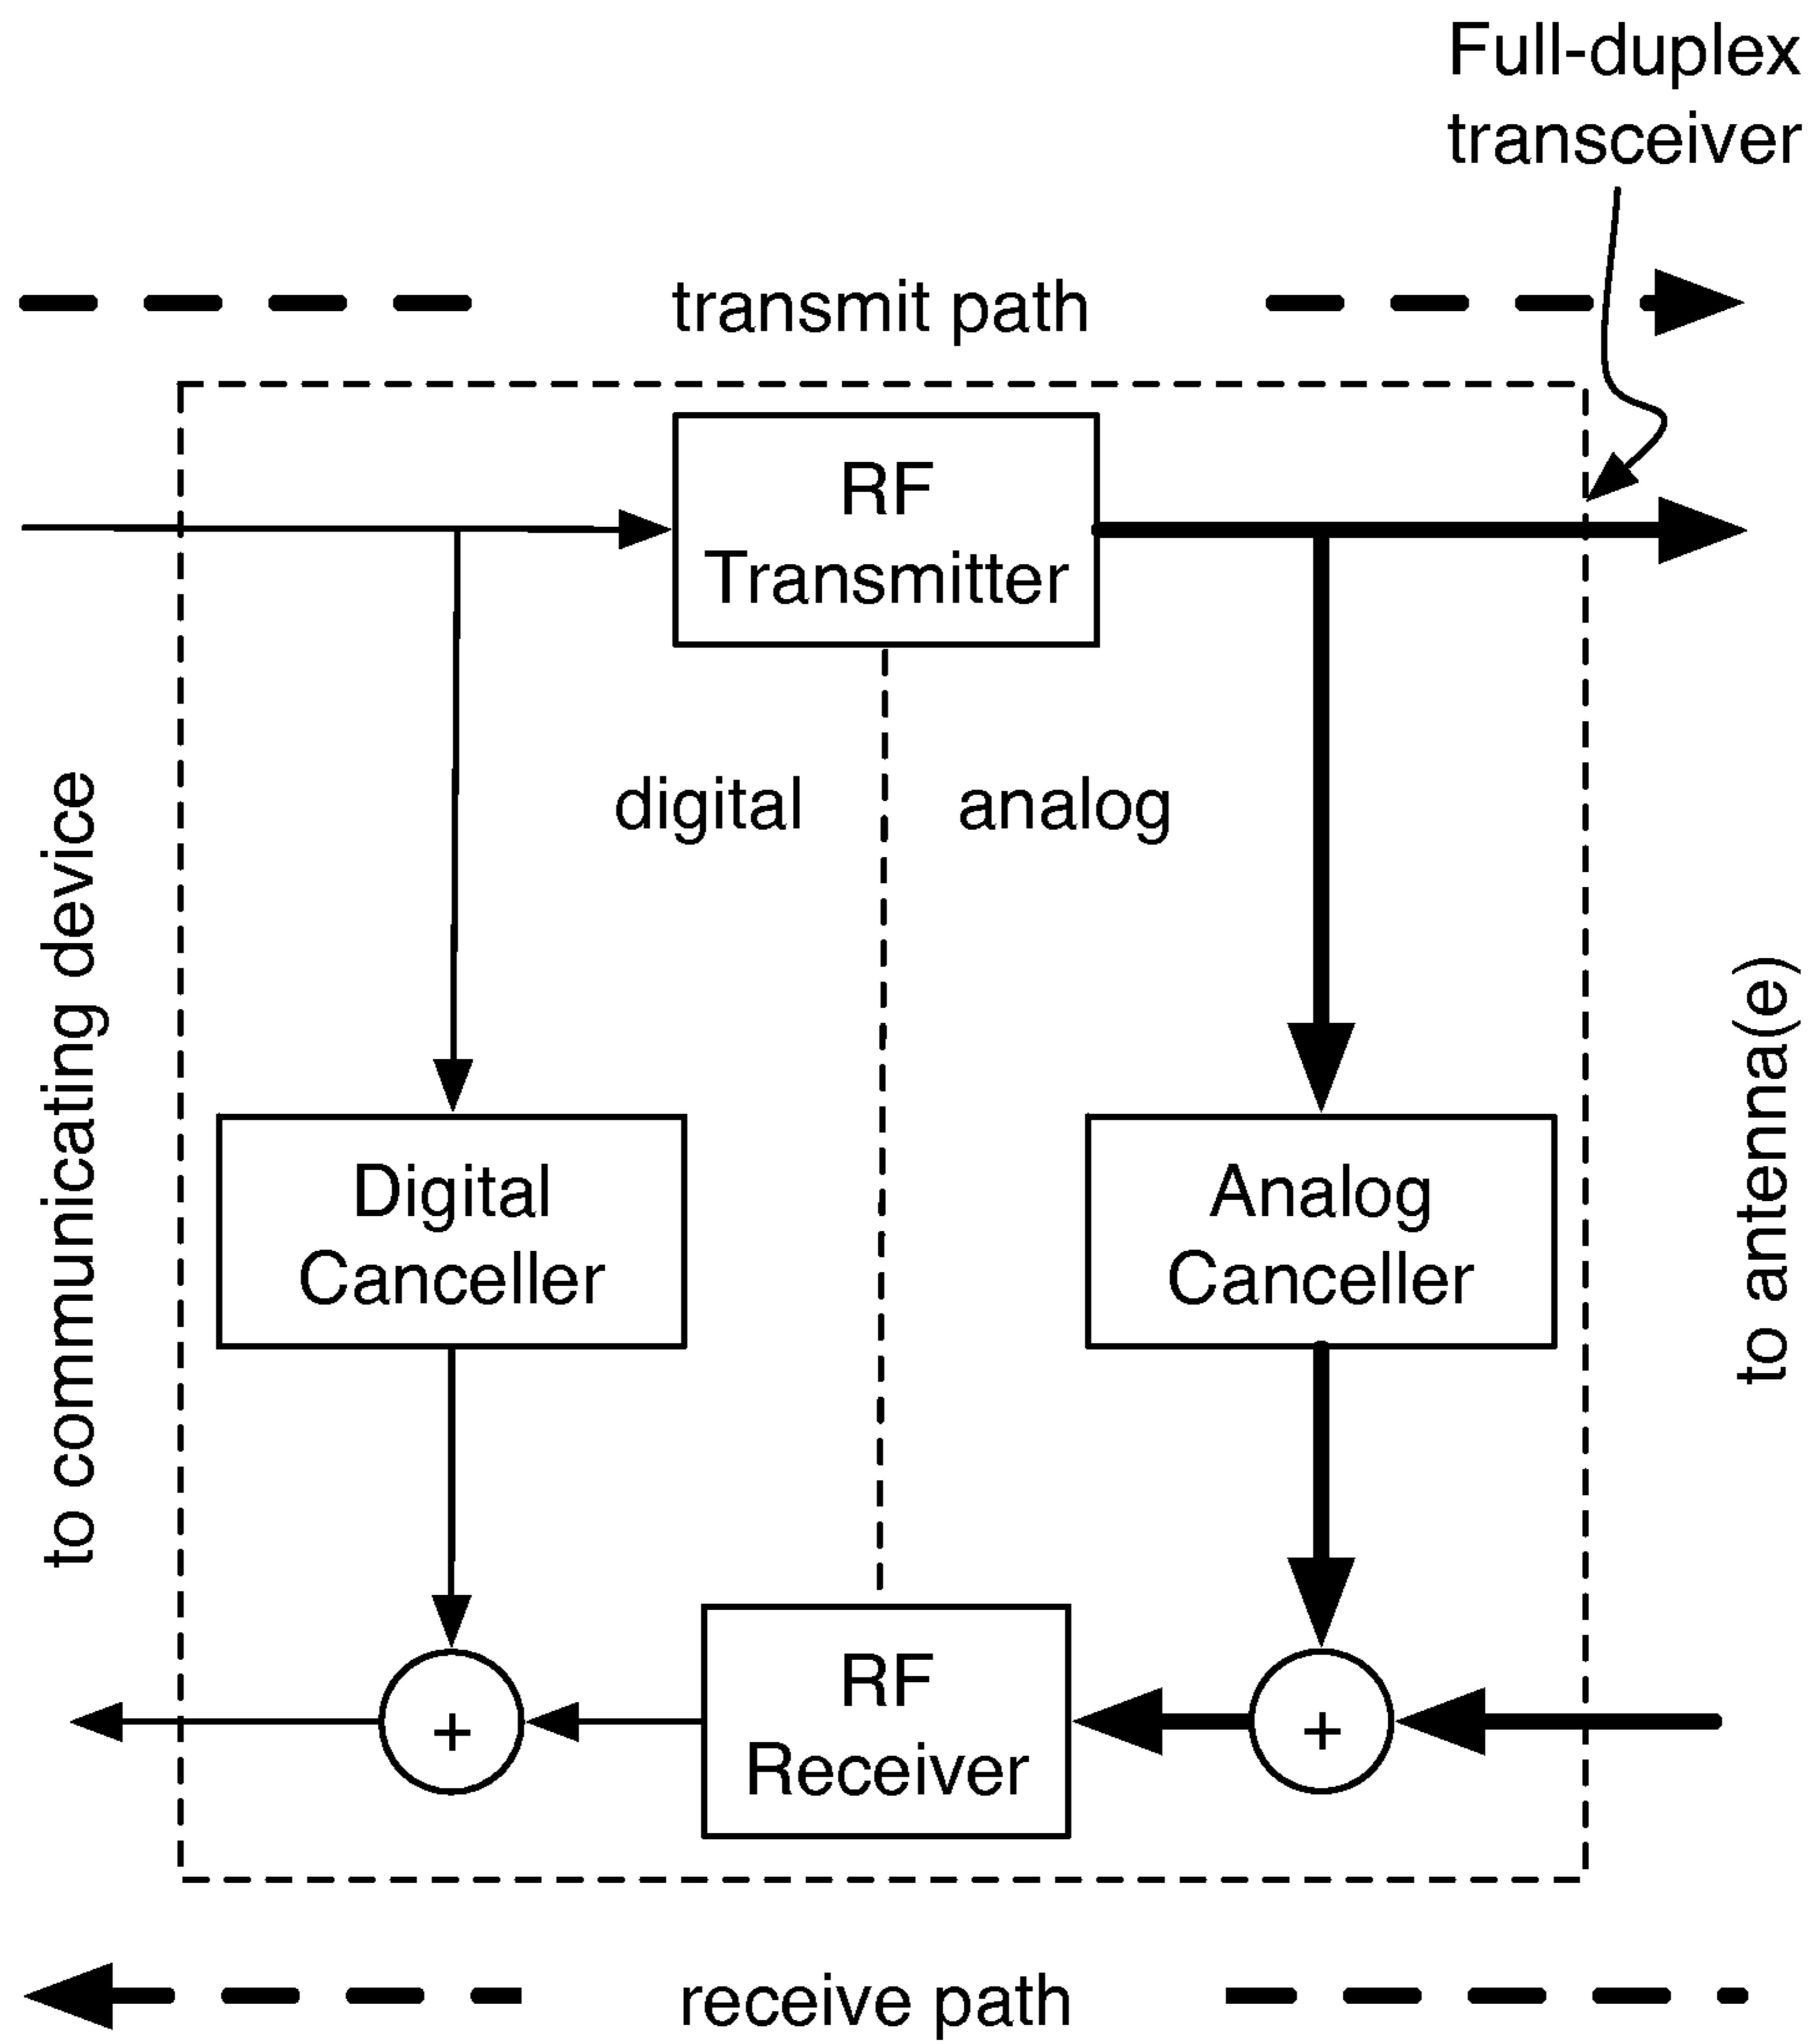 Full-duplex
transceiver
transmit path
RF
Transmitter
digital
analog
to communicating device
to antenna(e)
Digital
Canceller
Analog
Canceller
+
RF
Receiver
+
receive path